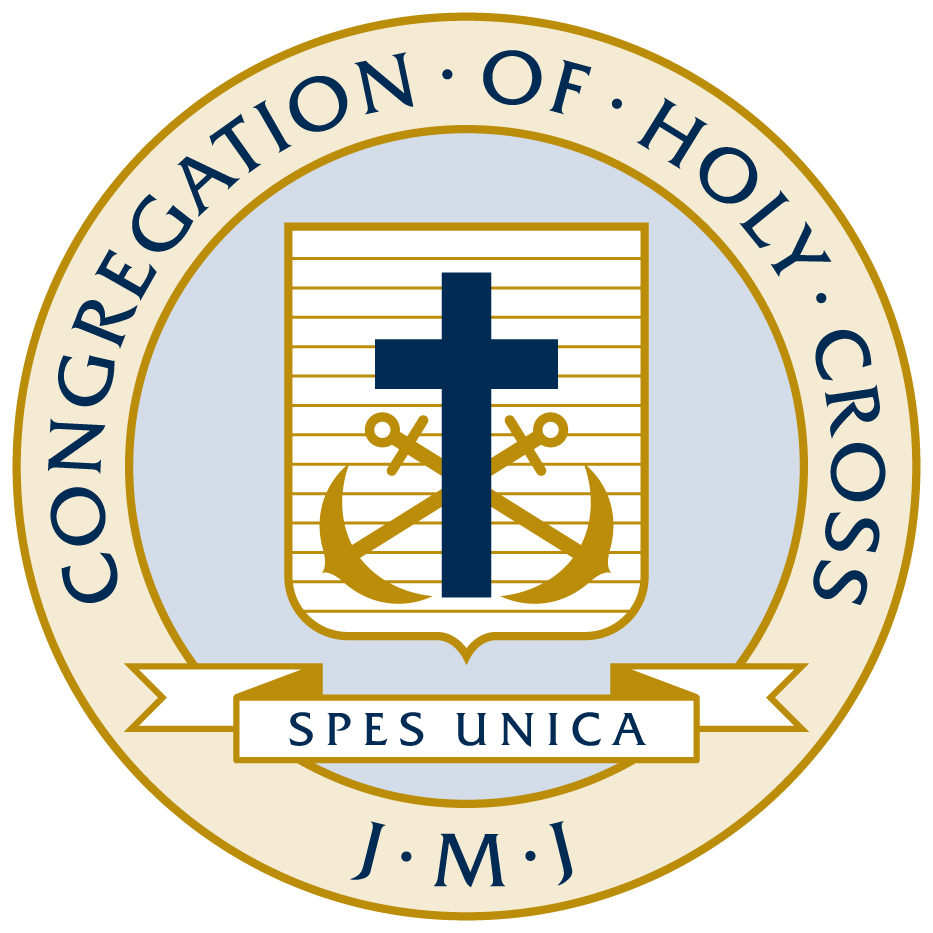 CONGREGATION · OF · HOLY · CROSS
SPES UNICA
J · M · J